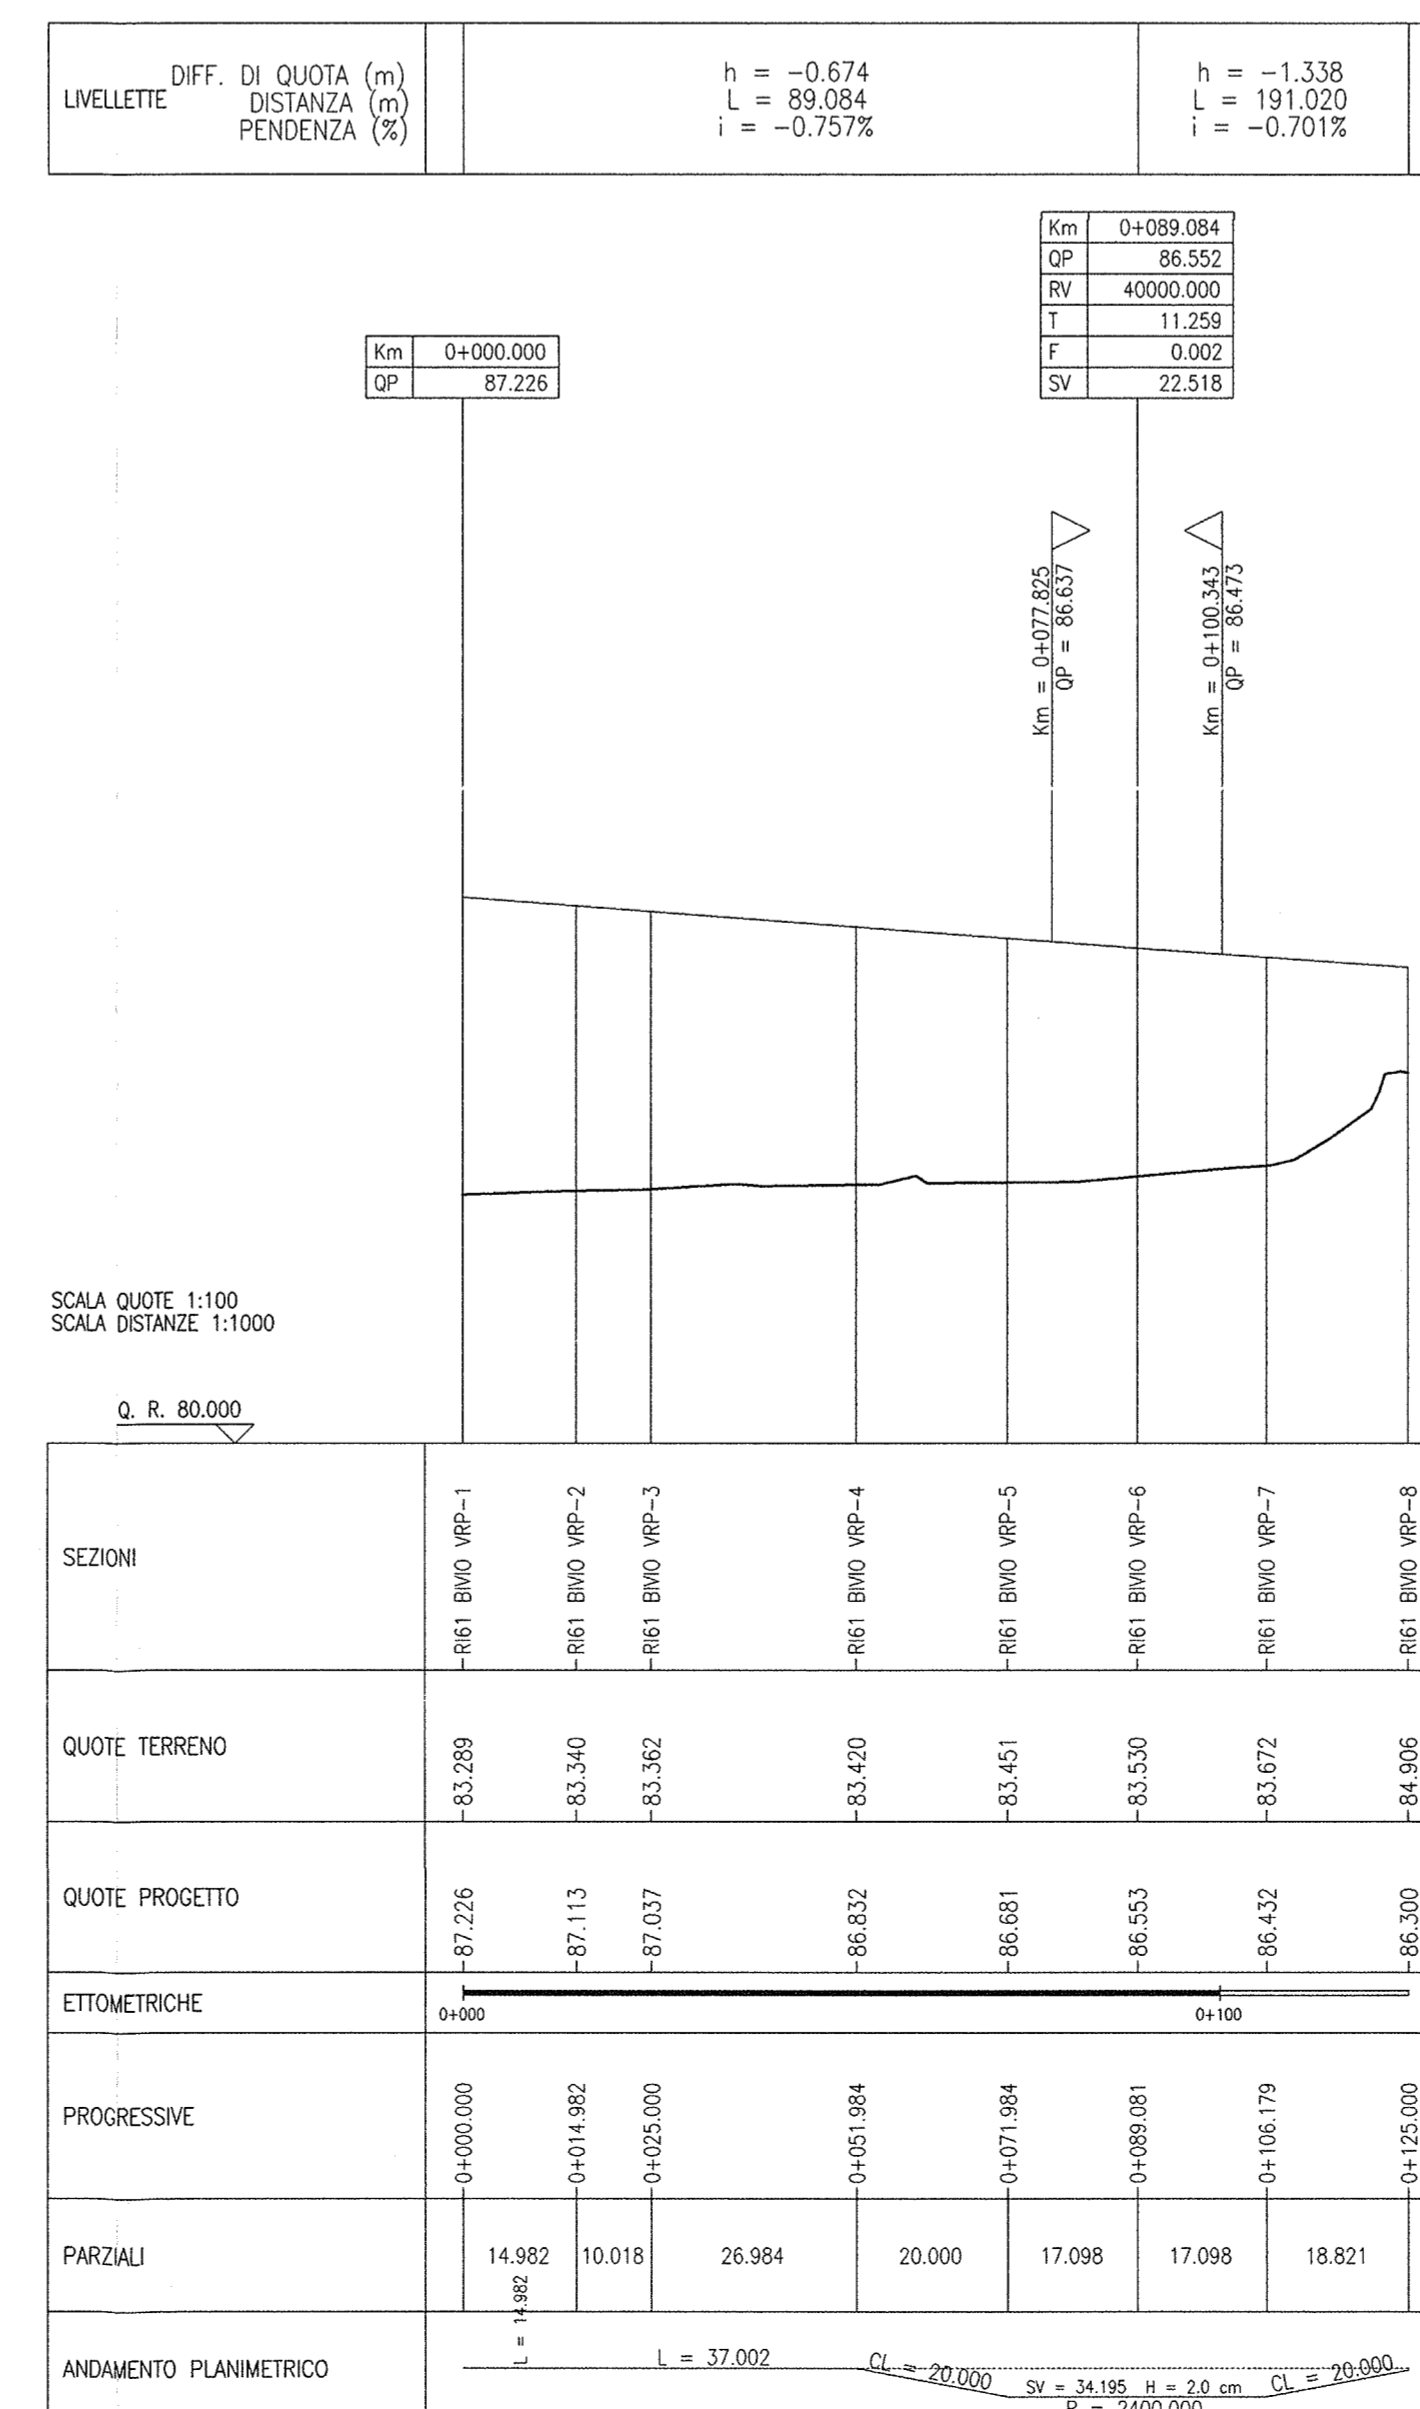 LIVELLETTE
DIFF. DI QUOTA (m)
DISTANZA (m)
PENDENZA (%)
h = -0.674
L = 89.084
i = -0.757%
h = -1.338
L = 191.020
i = -0.701%
Km 0+089.084
QP 86.552
RV 40000.000
T 11.259
F 0.002
SV 22.518
Km 0+000.000
QP 87.226
Km = 0+077.825
QP = 86.637
Km = 0+100.343
QP = 86.473
SCALA QUOTE 1:100
SCALA DISTANZE 1:1000
Q. R. 80.000
SEZIONI
RI61 BIVIO VRP-1
RI61 BIVIO VRP-2
RI61 BIVIO VRP-3
RI61 BIVIO VRP-4
RI61 BIVIO VRP-5
RI61 BIVIO VRP-6
RI61 BIVIO VRP-7
RI61 BIVIO VRP-8
QUOTE TERRENO
83.289
83.340
83.362
83.420
83.451
83.530
83.672
84.906
QUOTE PROGETTO
87.226
87.113
87.037
86.832
86.681
86.553
86.432
86.300
ETTOMETRICHE
0+000
0+100
PROGRESSIVE
0+000.000
0+014.982
0+025.000
0+051.984
0+071.984
0+089.081
0+106.179
0+125.000
PARZIALI
14.982
10.018
26.984
20.000
17.098
17.098
18.821
ANDAMENTO PLANIMETRICO
L = 14.982
L = 37.002
CL = 20.000
SV = 34.195 H = 2.0 cm
CL = 20.000
R = 2400.000